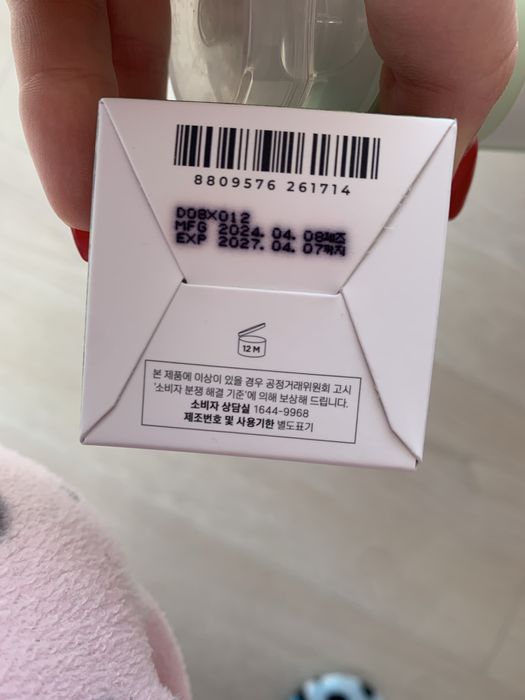 8809576 261714
D08X012
MFG 2024. 04. 08제조
EXP 2027. 04. 07까지
12 M
본 제품에 이상이 있을 경우 공정거래위원회 고시
'소비자 분쟁 해결 기준'에 의해 보상해 드립니다.
소비자 상담실 1644-9968
제조번호 및 사용기한 별도표기